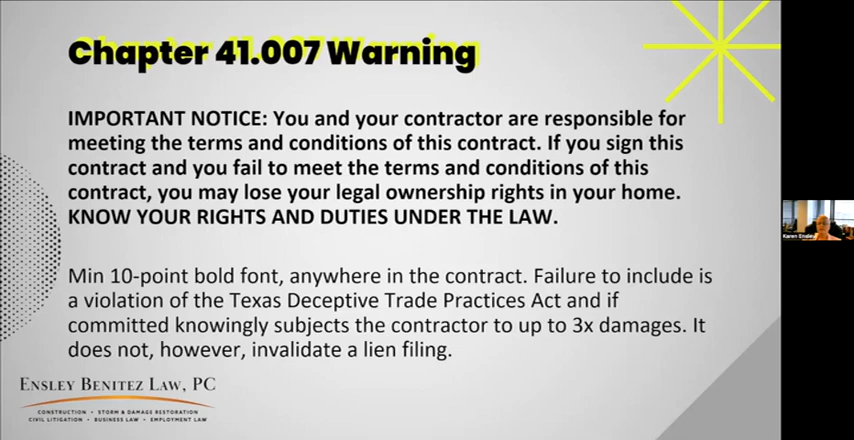 Chapter 41.007 Warning
IMPORTANT NOTICE: You and your contractor are responsible for
meeting the terms and conditions of this contract. If you sign this
contract and you fail to meet the terms and conditions of this
contract, you may lose your legal ownership rights in your home.
KNOW YOUR RIGHTS AND DUTIES UNDER THE LAW.
Min 10-point bold font, anywhere in the contract. Failure to include is
a violation of the Texas Deceptive Trade Practices Act and if
committed knowingly subjects the contractor to up to 3x damages. It
does not, however, invalidate a lien filing.
ENSLEY BENITEZ LAW, PC
CONSTRUCTION • STORM & DAMAGE RESTORATION
CIVIL LITIGATION • BUSINESS LAW • EMPLOYMENT LAW
Karen Ensley